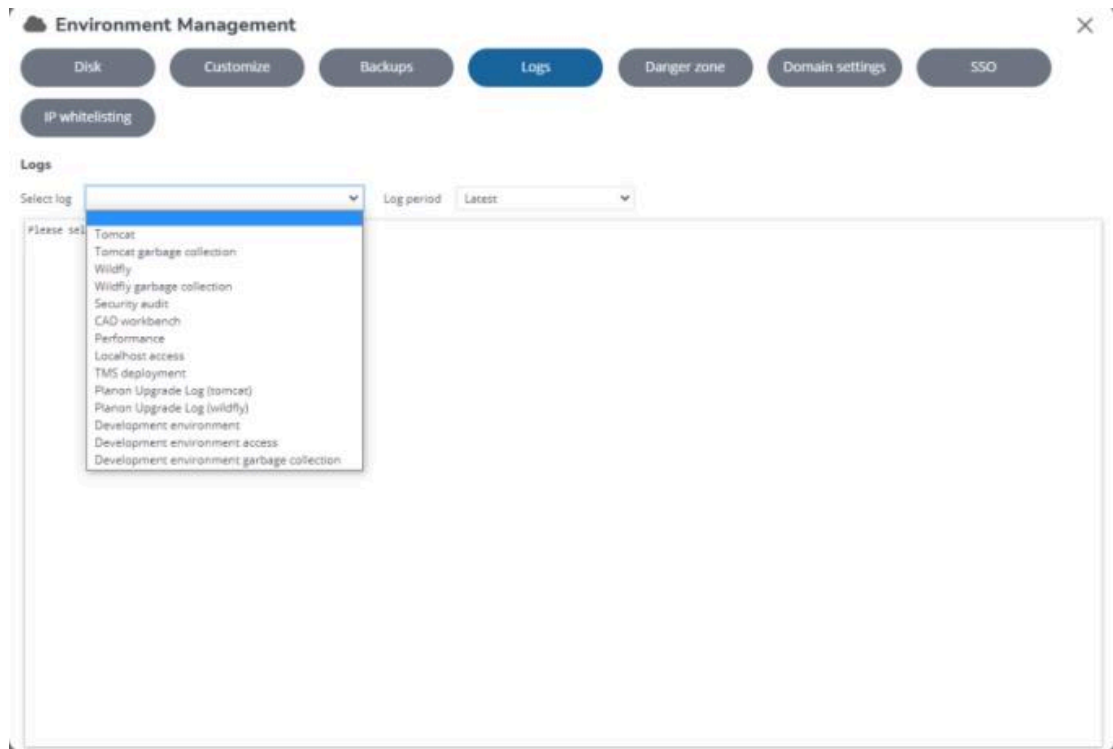 Environment Management
Disk Customize Backups Logs Danger zone Domain settings SSO
IP whitelisting
Logs
Select log Log period Latest
Please sel
Tomcat
Tomcat garbage collection
Wildfly
Wildfly garbage collection
Security audit
CAD workbench
Performance
Localhost access
TMS deployment
Planon Upgrade Log (tomcat)
Planon Upgrade Log (wildfly)
Development environment
Development environment access
Development environment garbage collection